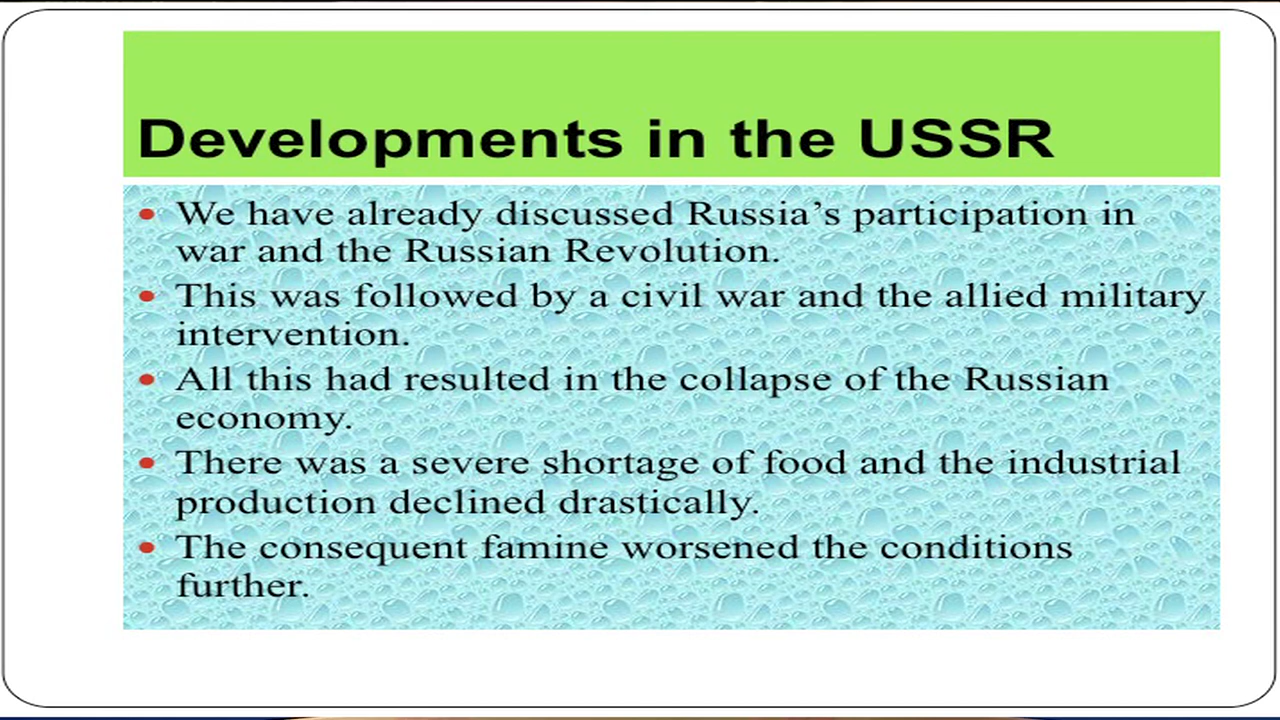 Developments in the USSR
• We have already discussed Russia’s participation in
war and the Russian Revolution.
• This was followed by a civil war and the allied military
intervention.
• All this had resulted in the collapse of the Russian
economy.
• There was a severe shortage of food and the industrial
production declined drastically.
• The consequent famine worsened the conditions
further.